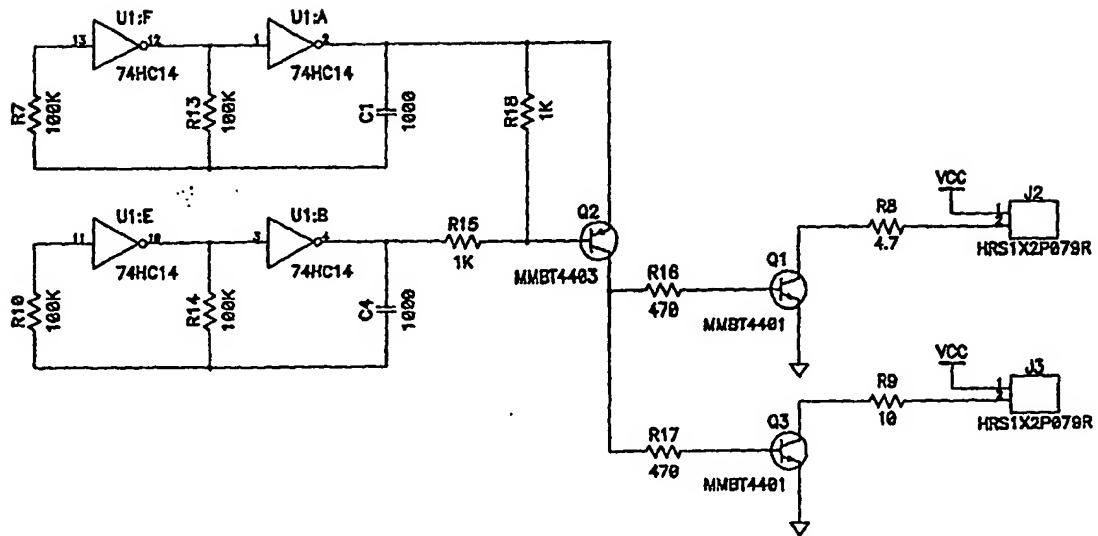 U1:F
13
12
74HC14
U1:A
1
2
74HC14
R7
100K
R13
100K
C1
1000
R18
1K
U1:E
11
10
74HC14
U1:B
3
4
74HC14
R10
100K
R14
100K
C4
1000
R15
1K
Q2
MMBT4403
R16
470
Q1
MMBT4401
R8
4.7
VCC
J2
1
2
HRS1X2P079R
R17
470
Q3
MMBT4401
R9
10
VCC
J3
1
2
HRS1X2P079R